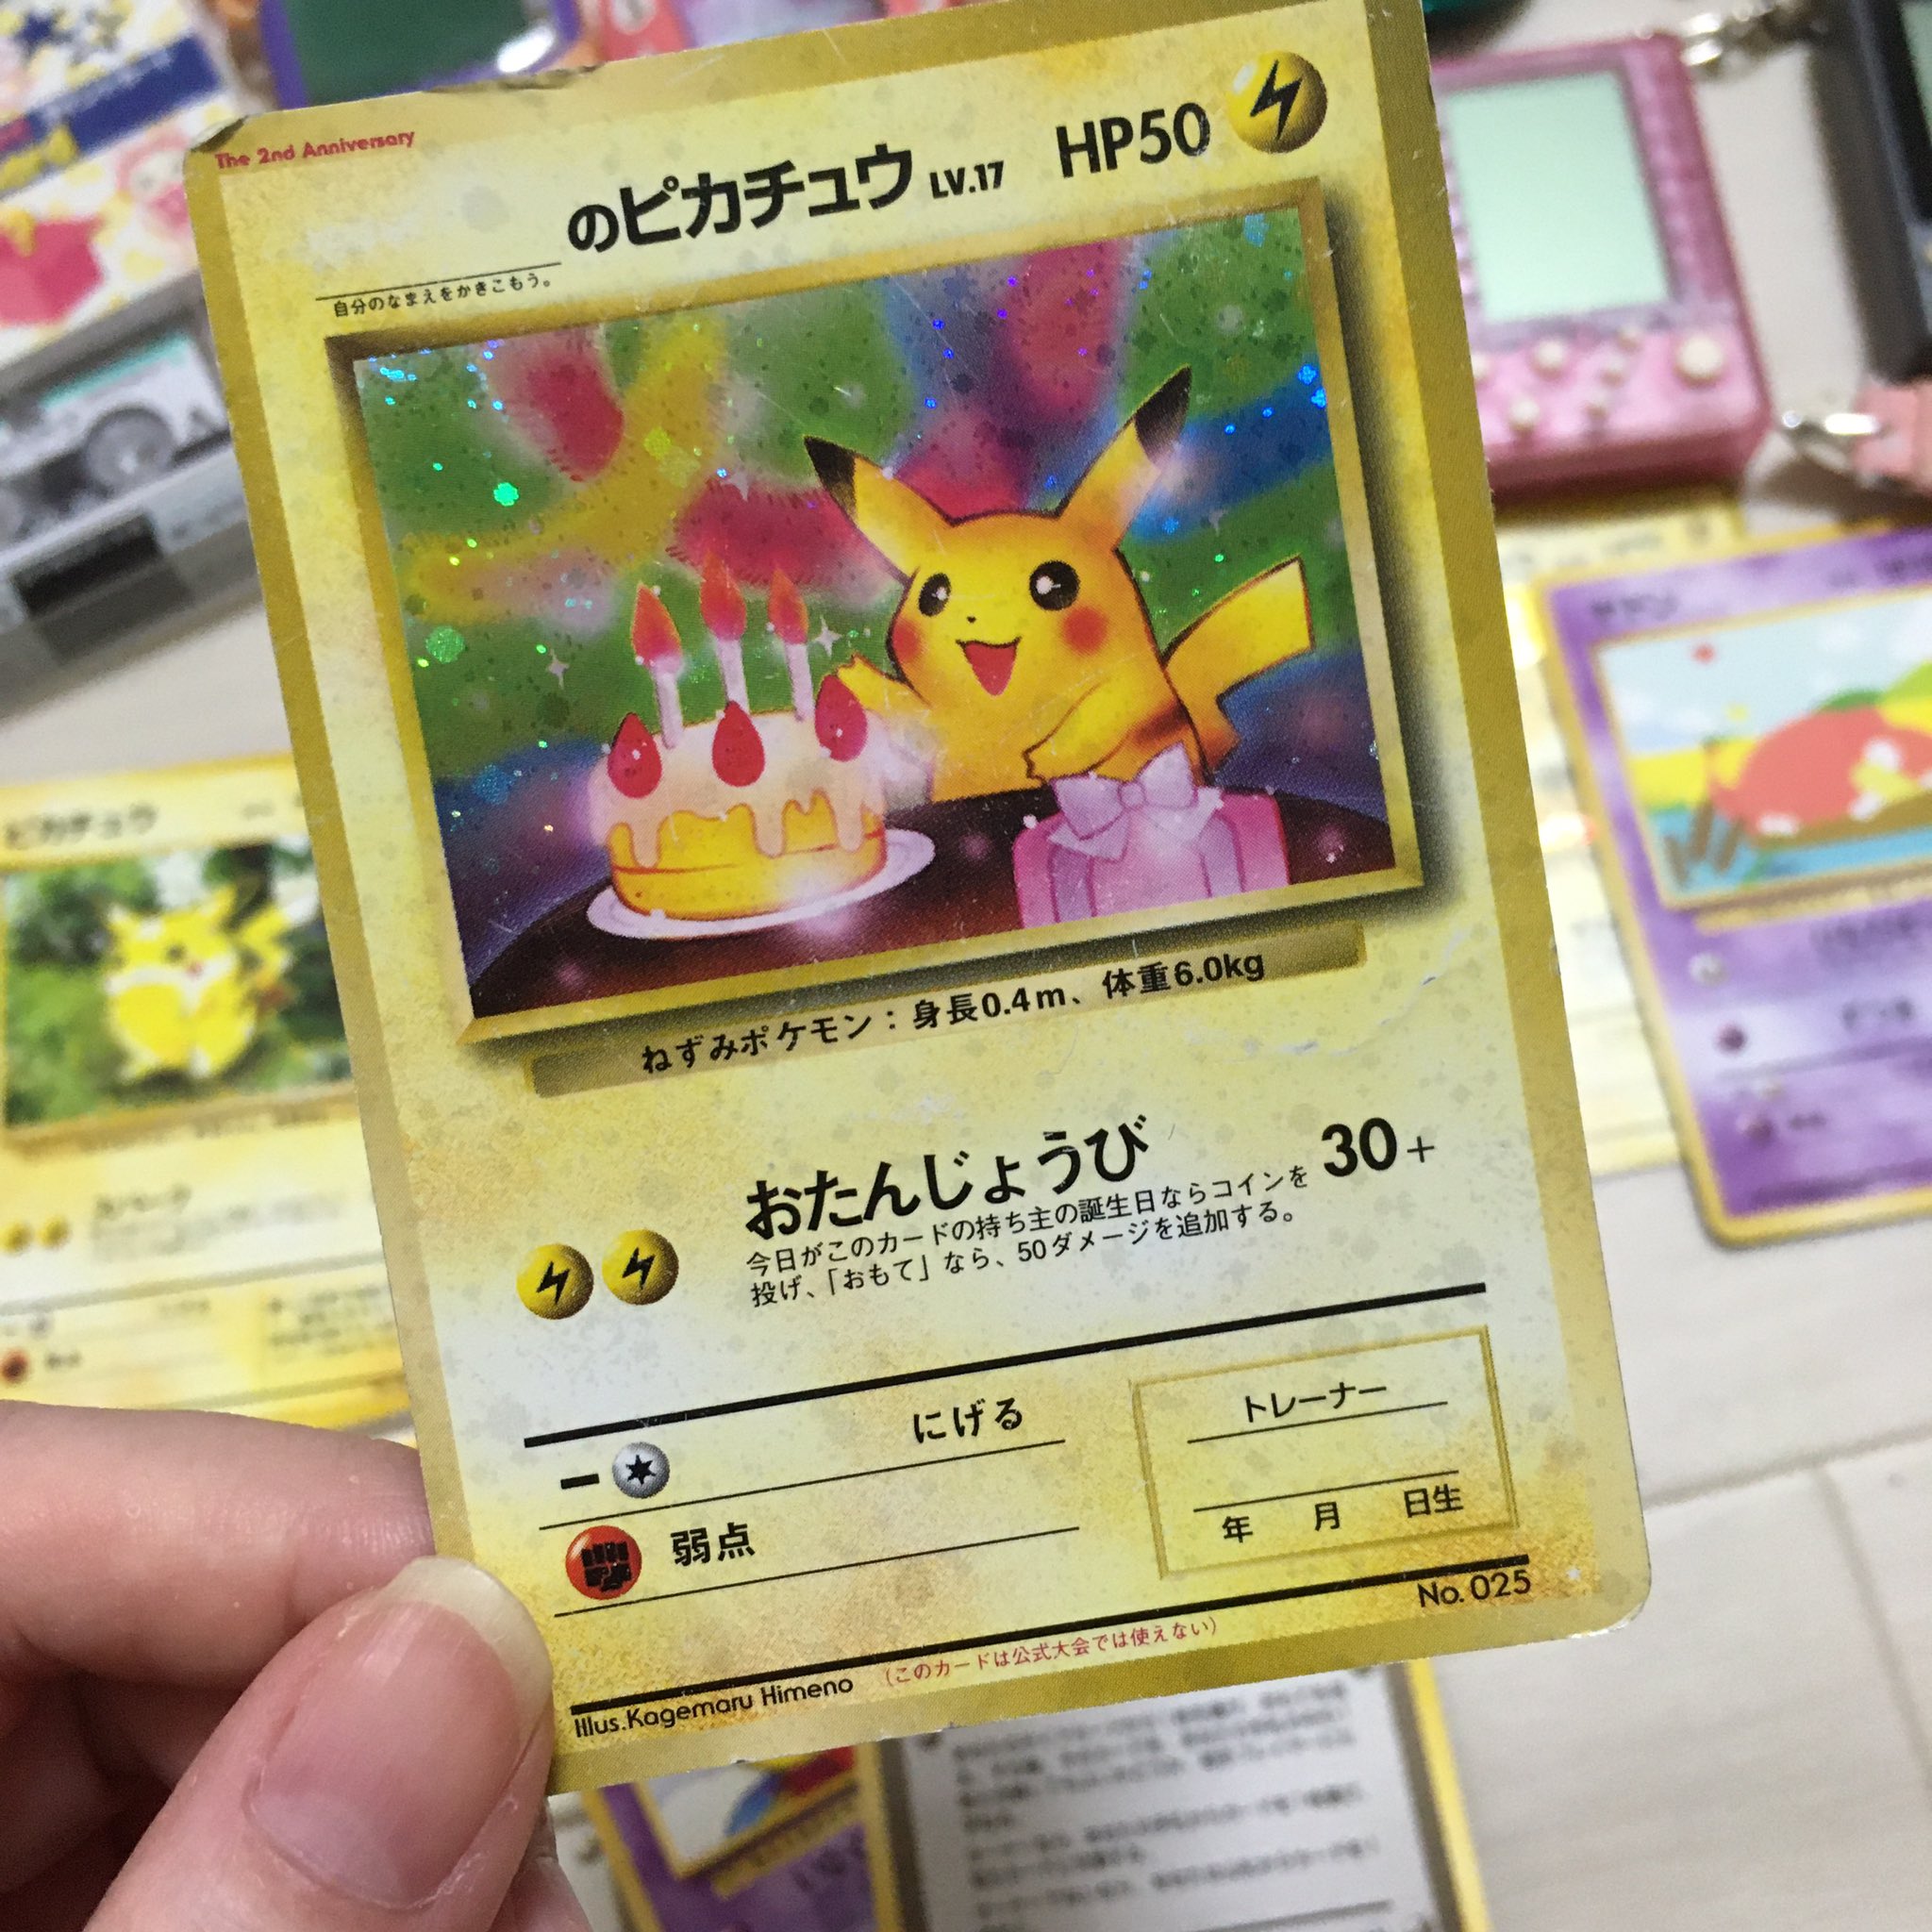 The 2nd Anniversary
のピカチュウ LV.17 HP50
自分のなまえをかきこもう。
ねずみポケモン：身長0.4m、体重6.0kg
おたんじょうび 30+
今日がこのカードの持ち主の誕生日ならコインを
投げ、「おもて」なら、50ダメージを追加する。
にげる
弱点
トレーナー
年 月 日生
No.025
Illus.Kagemaru Himeno （このカードは公式大会では使えない）
ピカチュウ